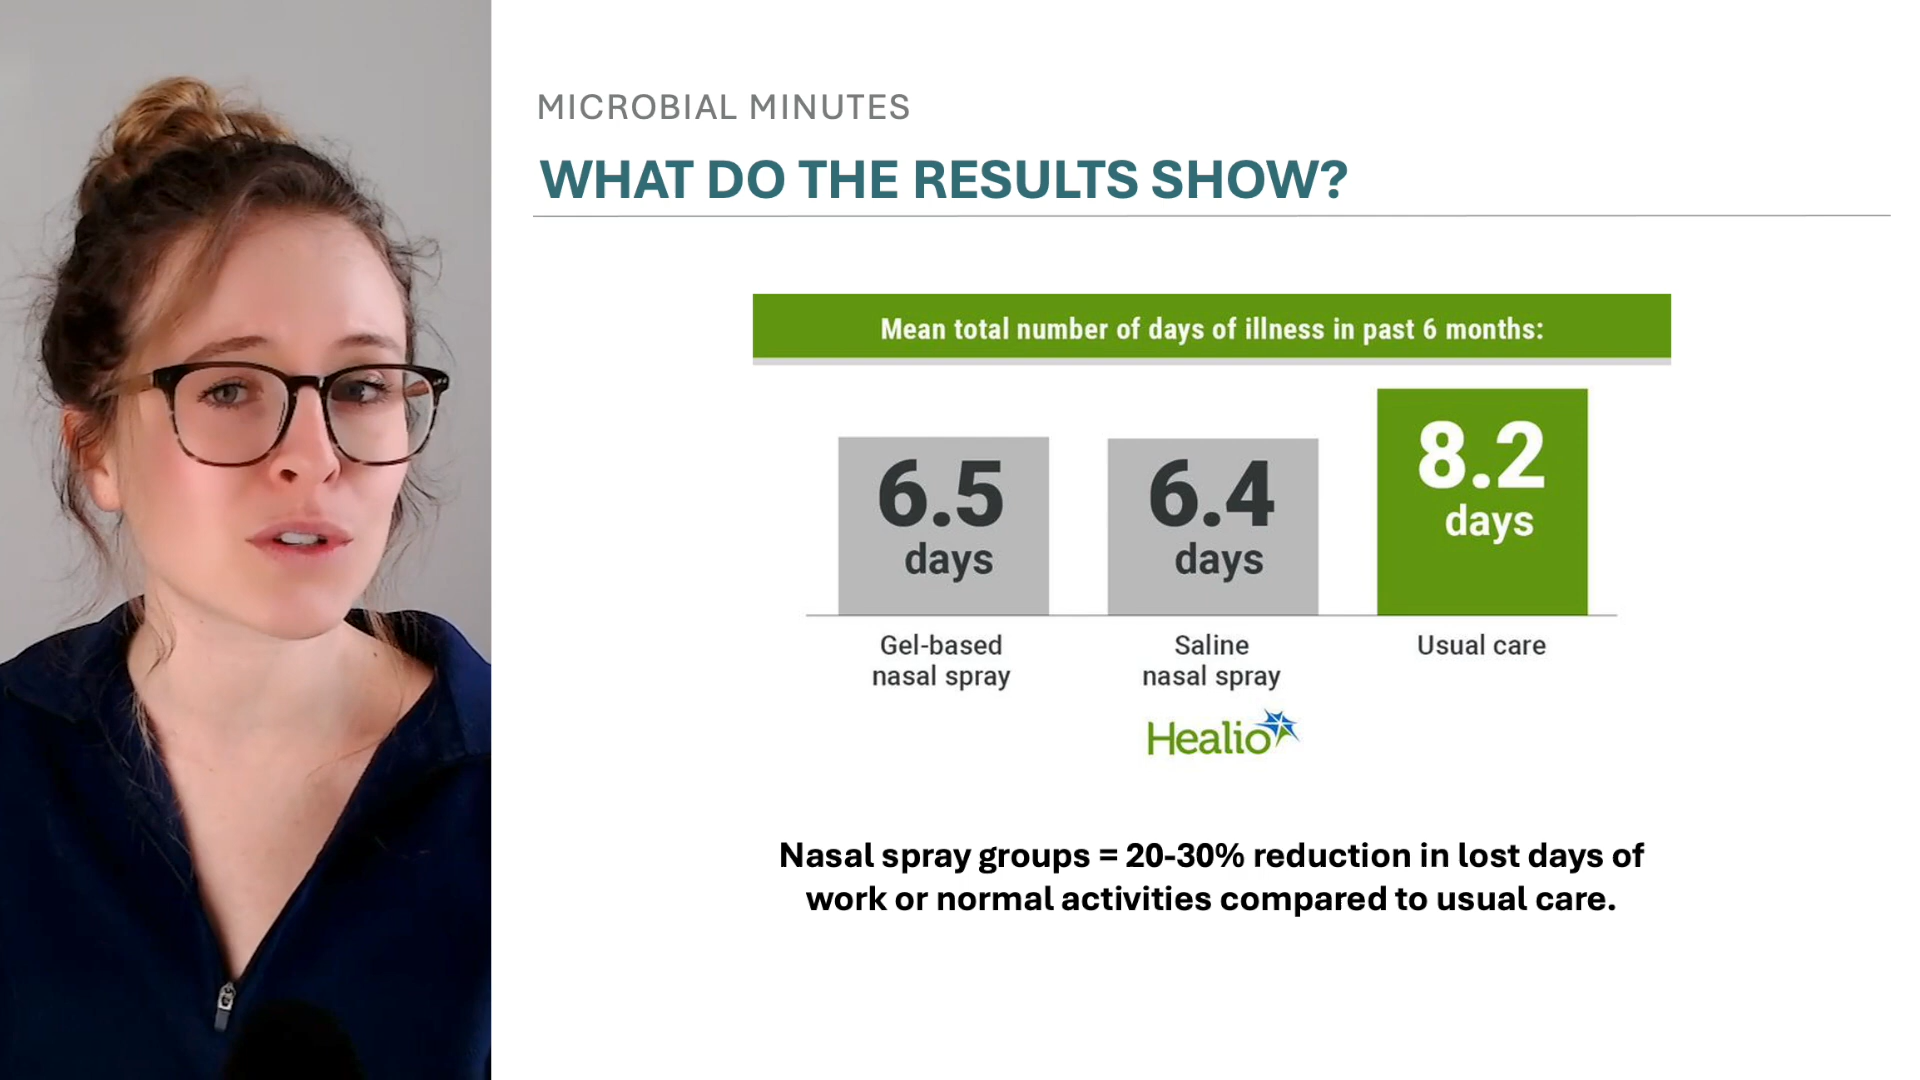 MICROBIAL MINUTES
WHAT DO THE RESULTS SHOW?
Mean total number of days of illness in past 6 months:
6.5
days
6.4
days
8.2
days
Gel-based
nasal spray
Saline
nasal spray
Usual care
Healio
Nasal spray groups = 20-30% reduction in lost days of
work or normal activities compared to usual care.